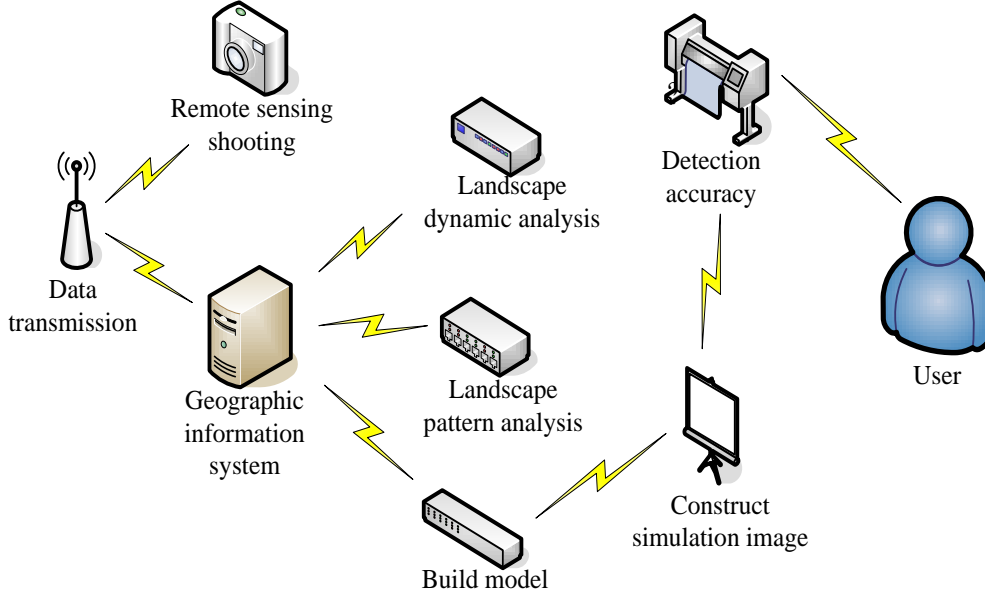 Remote sensing
shooting
Data
transmission
Geographic
information
system
Landscape
dynamic analysis
Landscape
pattern analysis
Build model
Construct
simulation image
Detection
accuracy
User